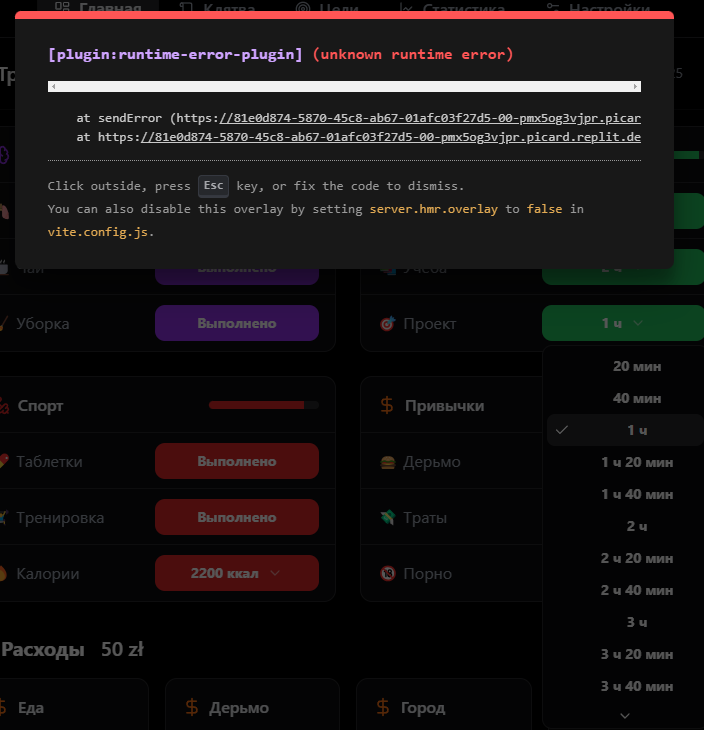 Главная Клятва Цели Статистика Настройки
[plugin:runtime-error-plugin] (unknown runtime error)
at sendError (https://81e0d874-5870-45c8-ab67-01afc03f27d5-00-pmx5og3vjpr.picar
at https://81e0d874-5870-45c8-ab67-01afc03f27d5-00-pmx5og3vjpr.picard.replit.de
Click outside, press Esc key, or fix the code to dismiss.
You can also disable this overlay by setting server.hmr.overlay to false in
vite.config.js.
Чай Выполнено
Учеба 2 ч
Уборка Выполнено
Проект 1 ч
20 мин
40 мин
1 ч
1 ч 20 мин
1 ч 40 мин
2 ч
2 ч 20 мин
2 ч 40 мин
3 ч
3 ч 20 мин
3 ч 40 мин
Спорт
Таблетки Выполнено
Тренировка Выполнено
Калории 2200 ккал
Привычки
Дерьмо
Траты
Порно
Расходы 50 zł
Еда
Дерьмо
Город